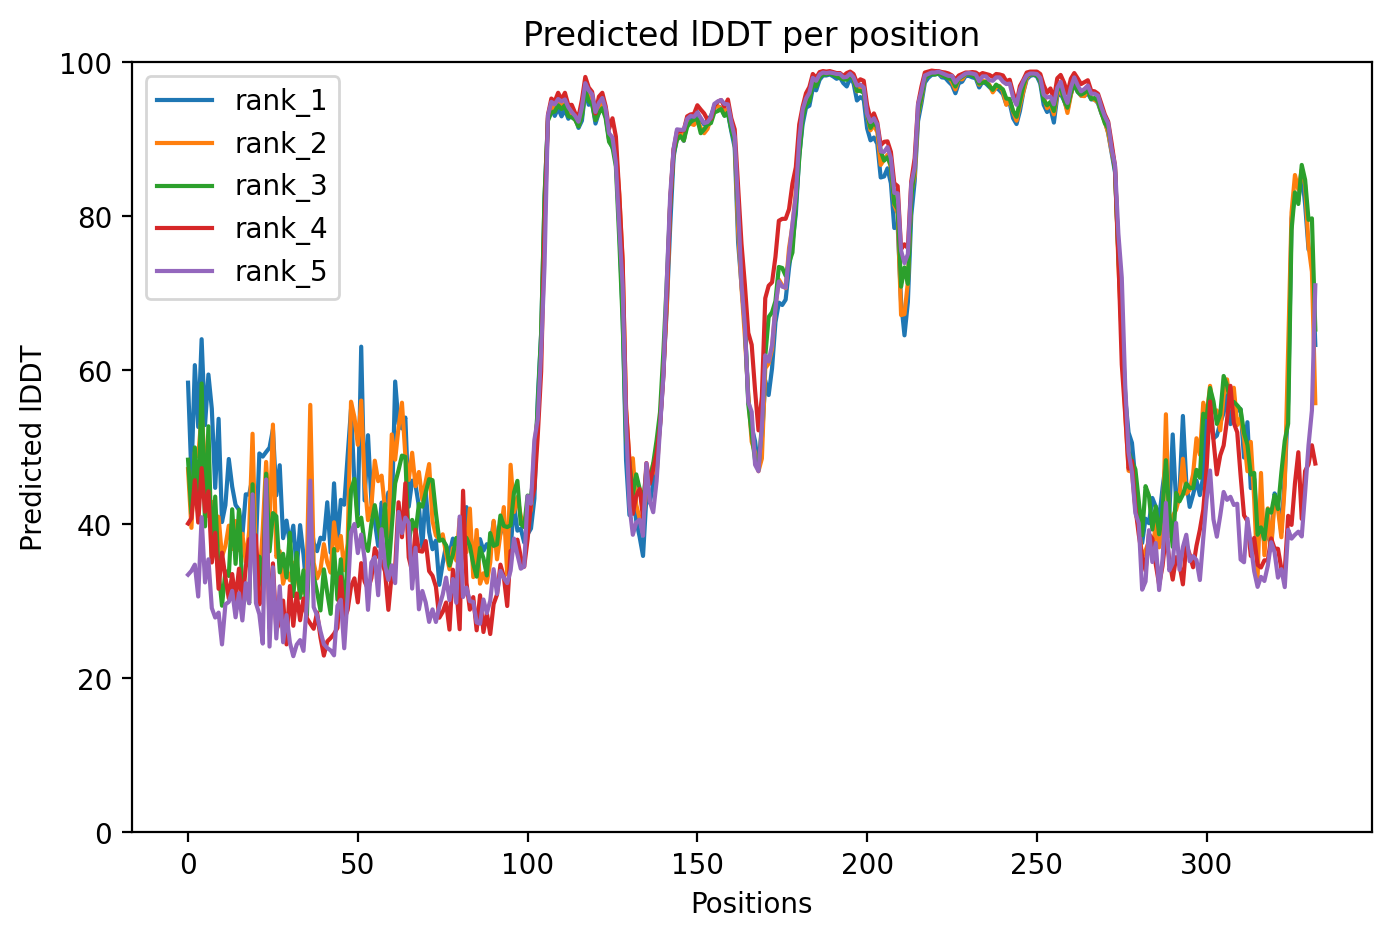 Predicted lDDT per position
100
80
60
40
20
0
Predicted lDDT
rank_1
rank_2
rank_3
rank_4
rank_5
0 50 100 150 200 250 300
Positions